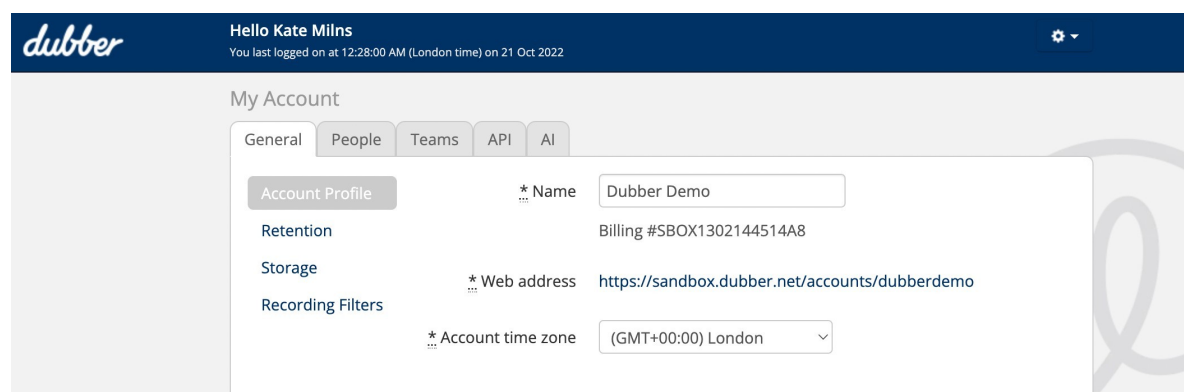 dubber
Hello Kate Milns
You last logged on at 12:28:00 AM (London time) on 21 Oct 2022
My Account
General People Teams API AI
Account Profile
* Name Dubber Demo
Retention
Billing #SBOX1302144514A8
Storage
* Web address https://sandbox.dubber.net/accounts/dubberdemo
Recording Filters
* Account time zone (GMT+00:00) London